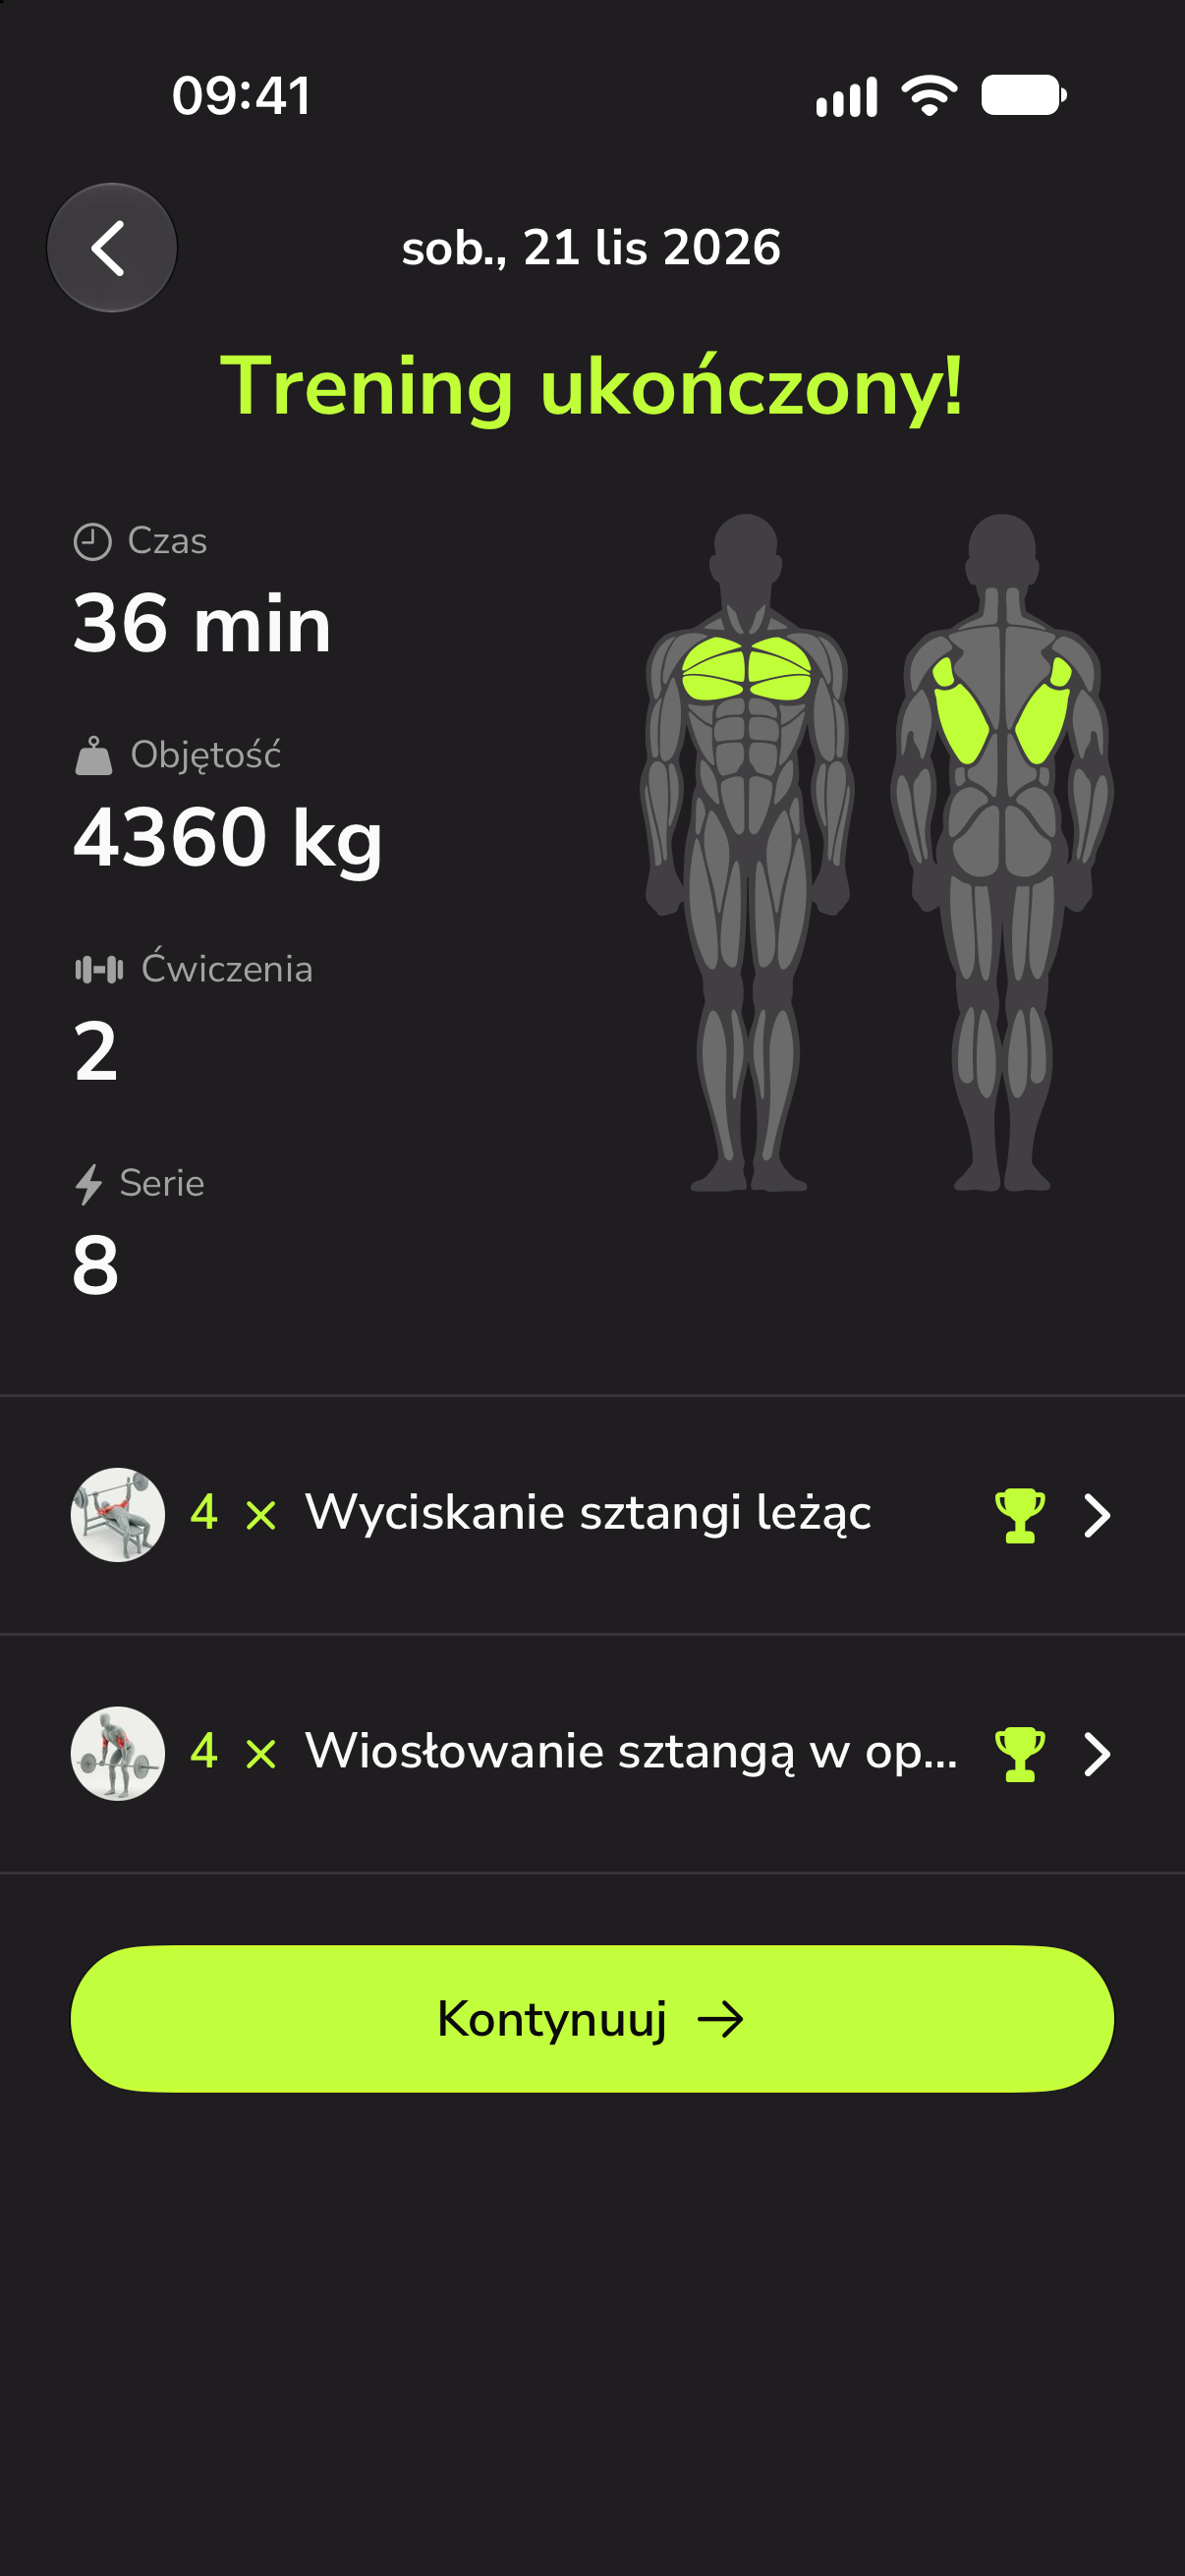 09:41
sob., 21 lis 2026
Trening ukończony!
Czas
36 min
Objętość
4360 kg
Ćwiczenia
2
Serie
8
4 × Wyciskanie sztangi leżąc
4 × Wiosłowanie sztangą w op...
Kontynuuj →